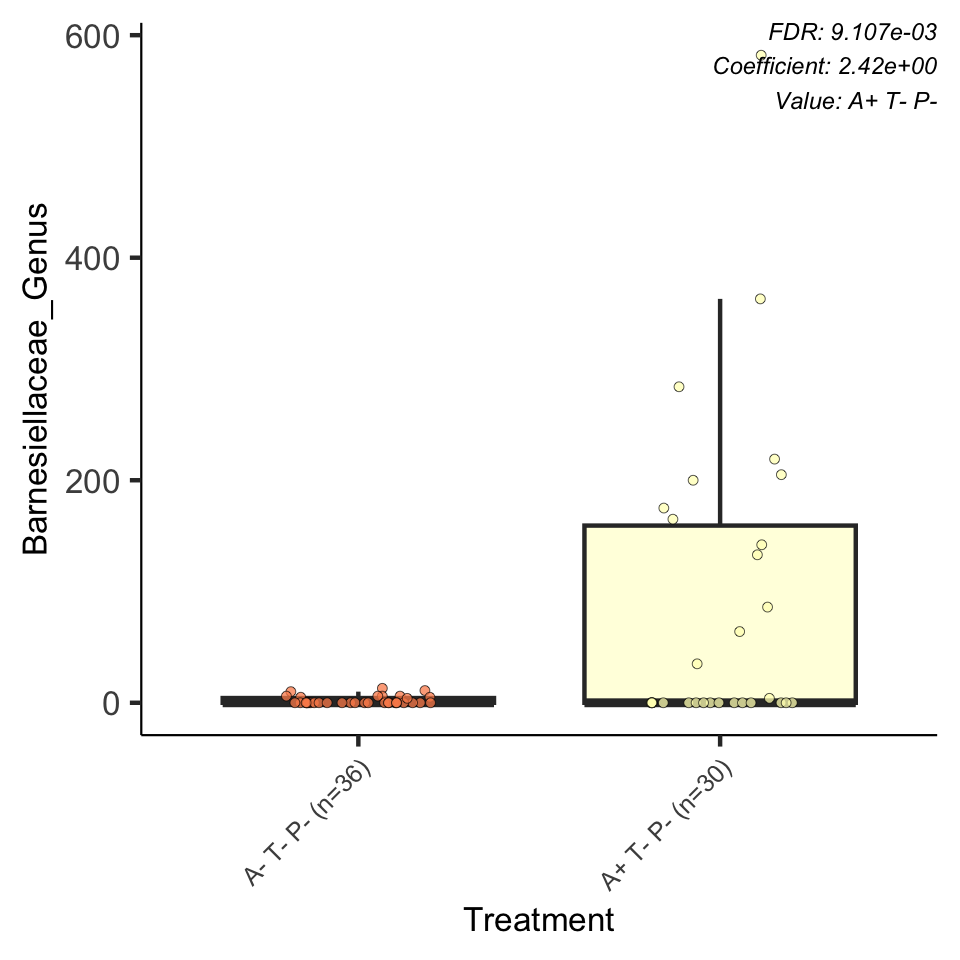 FDR: 9.107e-03
Coefficient: 2.42e+00
Value: A+ T- P-
600
400
200
0
Barnesiellaceae_Genus
A- T- P- (n=36)
A+ T- P- (n=30)
Treatment